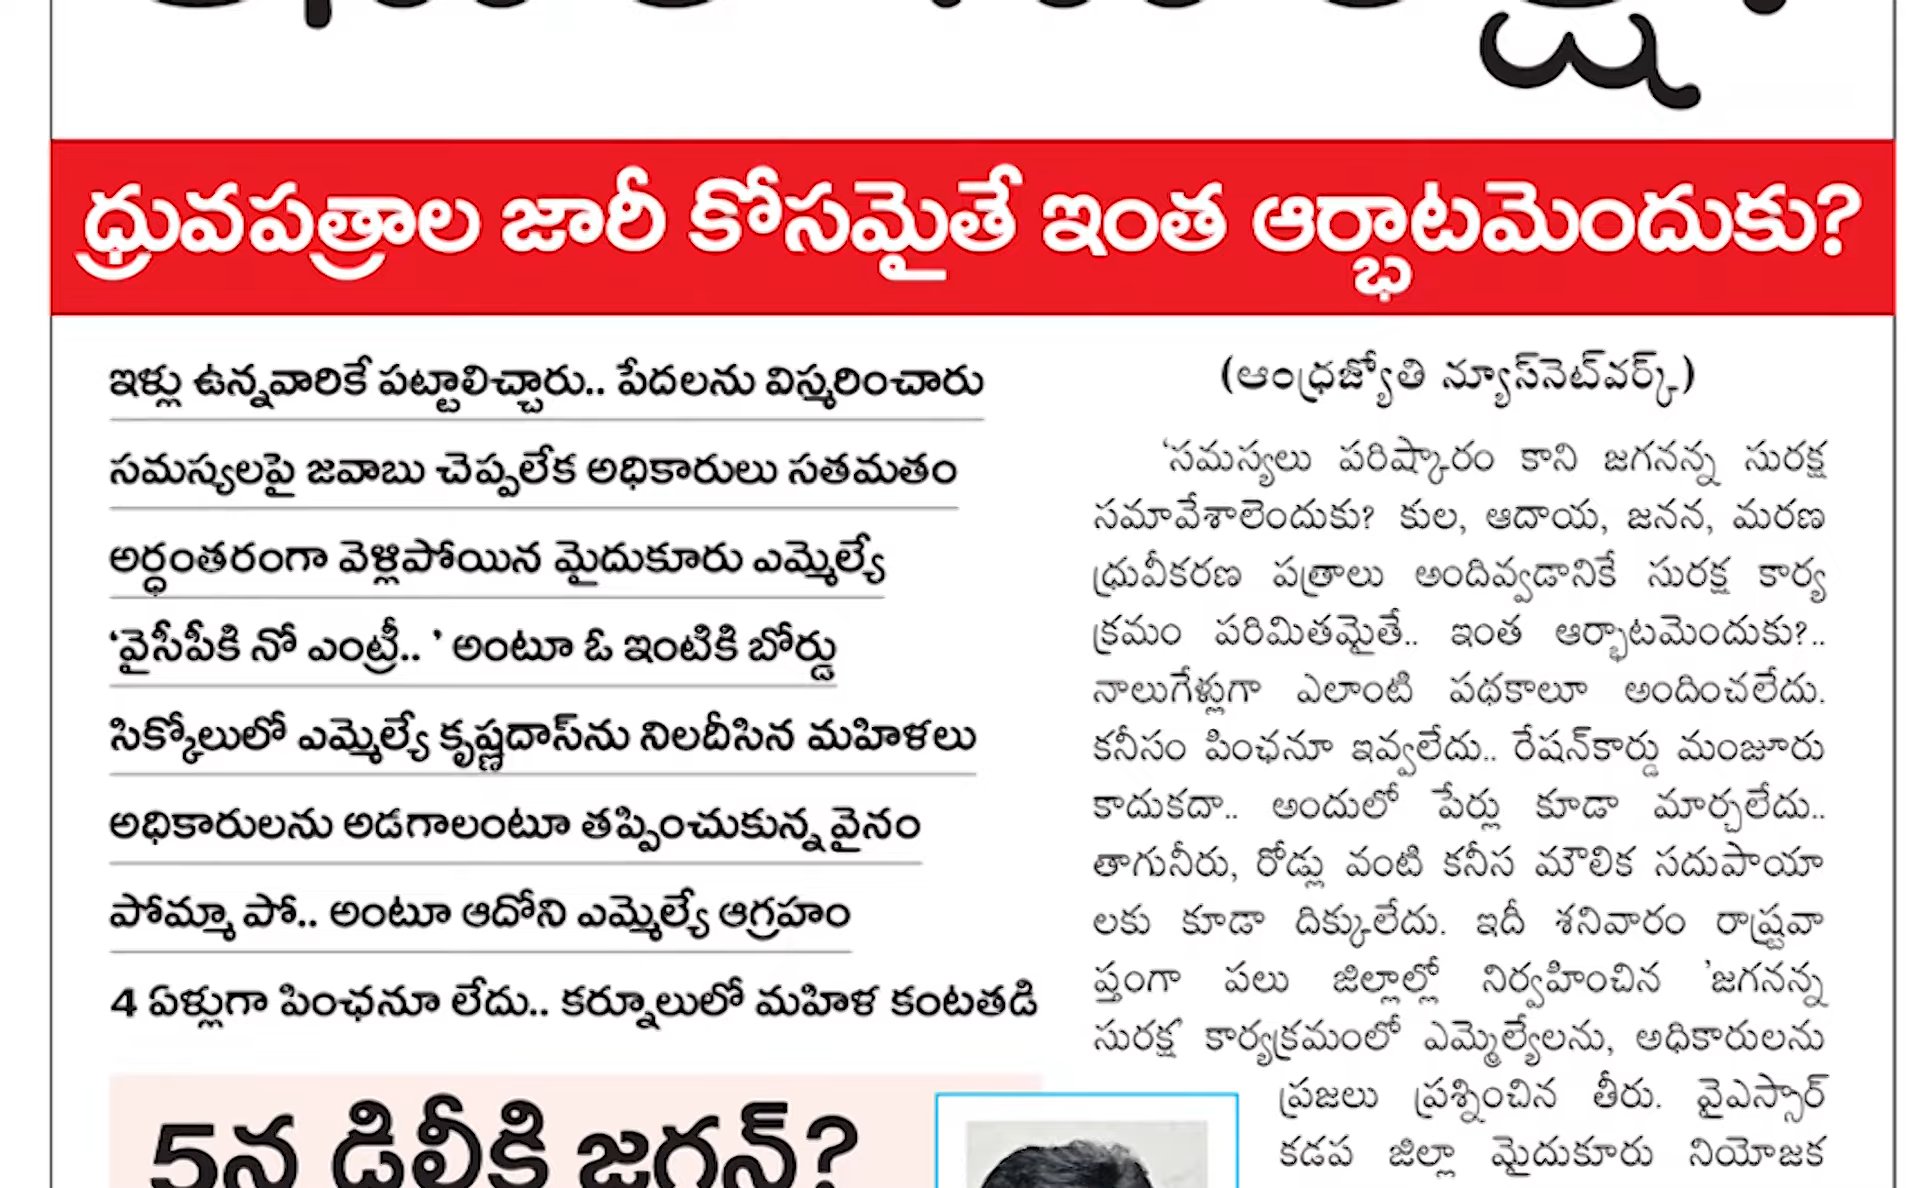 ధ్రువపత్రాల జారీ కోసమైతే ఇంత ఆర్భాటమెందుకు?
ఇళ్లు ఉన్నవారికే పట్టాలిచ్చారు.. పేదలను విస్మరించారు
సమస్యలపై జవాబు చెప్పలేక అధికారులు సతమతం
అర్ధంతరంగా వెళ్లిపోయిన మైదుకూరు ఎమ్మెల్యే
‘వైసీపీకి నో ఎంట్రీ.. ’ అంటూ ఓ ఇంటికి బోర్డు
సిక్కోలులో ఎమ్మెల్యే కృష్ణదాస్‌ను నిలదీసిన మహిళలు
అధికారులను అడగాలంటూ తప్పించుకున్న వైనం
పోమ్మా పో.. అంటూ ఆదోని ఎమ్మెల్యే ఆగ్రహం
4 ఏళ్లుగా పింఛనూ లేదు.. కర్నూలులో మహిళ కంటతడి
(ఆంధ్రజ్యోతి న్యూస్‌నెట్‌వర్క్)
‘సమస్యలు పరిష్కారం కాని జగనన్న సురక్ష
సమావేశాలెందుకు? కుల, ఆదాయ, జనన, మరణ
ధ్రువీకరణ పత్రాలు అందివ్వడానికే సురక్ష కార్య
క్రమం పరిమితమైతే.. ఇంత ఆర్భాటమెందుకు?..
నాలుగేళ్లుగా ఎలాంటి పథకాలూ అందించలేదు.
కనీసం పింఛనూ ఇవ్వలేదు.. రేషన్‌కార్డు మంజూరు
కాదుకదా.. అందులో పేర్లు కూడా మార్చలేదు..
తాగునీరు, రోడ్లు వంటి కనీస మౌలిక సదుపాయా
లకు కూడా దిక్కులేదు. ఇదీ శనివారం రాష్ట్రవా
ప్తంగా పలు జిల్లాల్లో నిర్వహించిన ’జగనన్న
సురక్ష’ కార్యక్రమంలో ఎమ్మెల్యేలను, అధికారులను
ప్రజలు ప్రశ్నించిన తీరు. వైఎస్సార్
కడప జిల్లా మైదుకూరు నియోజక
5న డిలీకి జగన్?